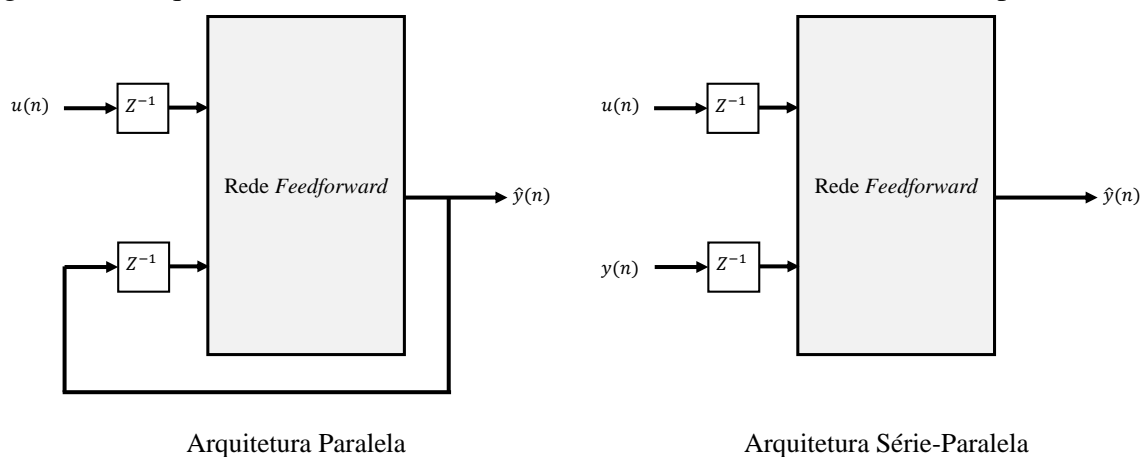 u(n)
Z⁻¹
Rede Feedforward
ŷ(n)
Z⁻¹
Arquitetura Paralela
u(n)
Z⁻¹
Rede Feedforward
ŷ(n)
y(n)
Z⁻¹
Arquitetura Série-Paralela